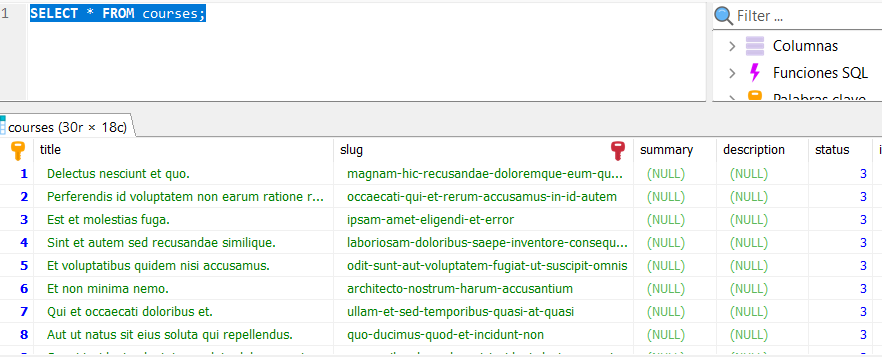 1 SELECT * FROM courses;
Filter ...
Columnas
Funciones SQL
Palabras clave
courses (30r × 18c)
title slug summary description status
1 Delectus nesciunt et quo. magnam-hic-recusandae-doloremque-eum-qu... (NULL) (NULL) 3
2 Perferendis id voluptatem non earum ratione r... occaecati-qui-et-rerum-accusamus-in-id-autem (NULL) (NULL) 3
3 Est et molestias fuga. ipsam-amet-eligendi-et-error (NULL) (NULL) 3
4 Sint et autem sed recusandae similique. laboriosam-doloribus-saepe-inventore-consequ... (NULL) (NULL) 3
5 Et voluptatibus quidem nisi accusamus. odit-sunt-aut-voluptatem-fugiat-ut-suscipit-omnis (NULL) (NULL) 3
6 Et non minima nemo. architecto-nostrum-harum-accusantium (NULL) (NULL) 3
7 Qui et occaecati doloribus et. ullam-et-sed-temporibus-quasi-at-quasi (NULL) (NULL) 3
8 Aut ut natus sit eius soluta qui repellendus. quo-ducimus-quod-et-incidunt-non (NULL) (NULL) 3